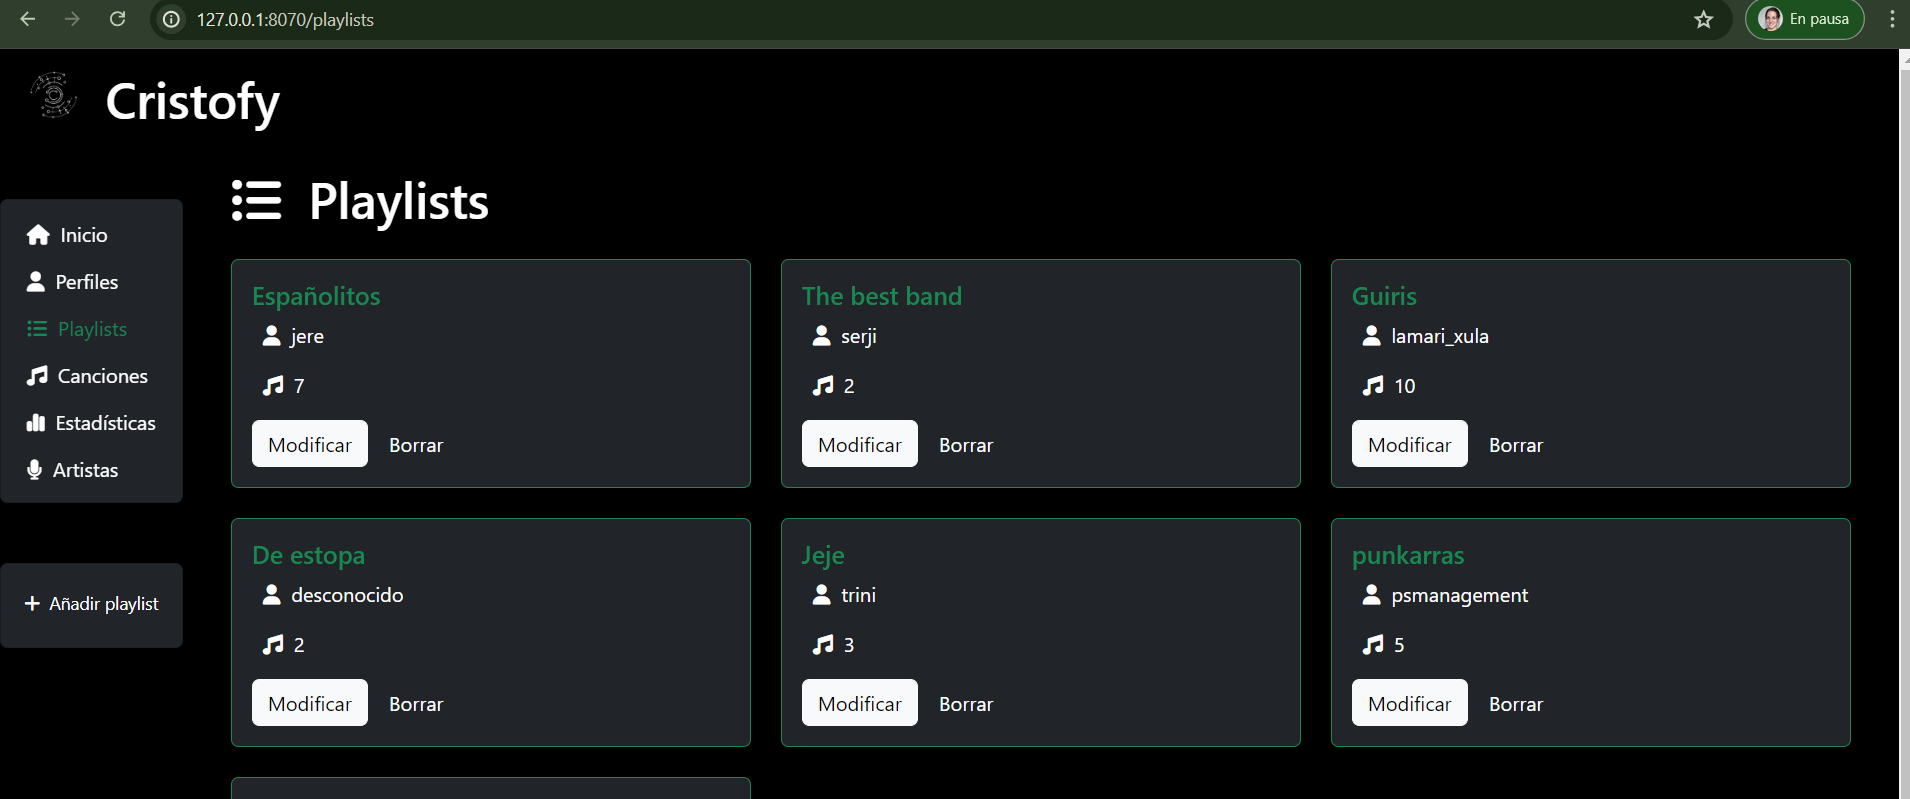 127.0.0.1:8070/playlists
En pausa
Cristofy
Playlists
Inicio
Perfiles
Playlists
Canciones
Estadísticas
Artistas
Añadir playlist
Españolitos
jere
7
Modificar Borrar
The best band
serji
2
Modificar Borrar
Guiris
lamari_xula
10
Modificar Borrar
De estopa
desconocido
2
Modificar Borrar
Jeje
trini
3
Modificar Borrar
punkarras
psmanagement
5
Modificar Borrar